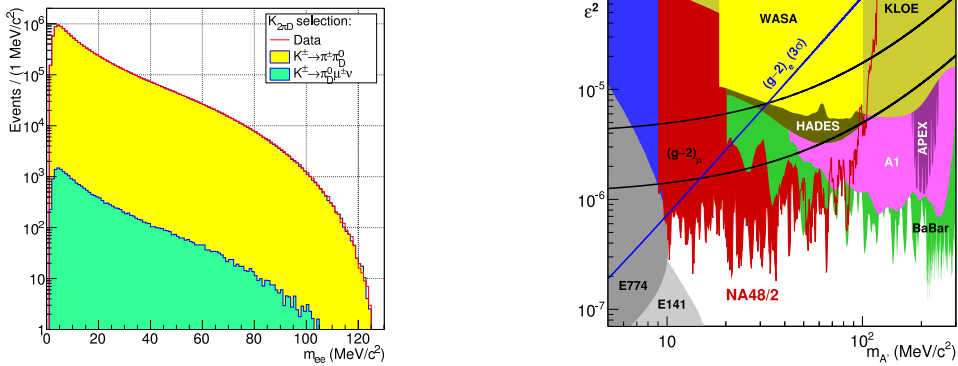 Events / (1 MeV/c²)
10⁶
10⁵
10⁴
10³
10²
10
1
K₂πD selection:
Data
K±→π±π⁰D
K±→π⁰Dμ±ν
0 20 40 60 80 100 120
mₑₑ (MeV/c²)
ε²
10⁻⁵
10⁻⁶
10⁻⁷
WASA
KLOE
(g−2)ₑ (3σ)
HADES
APEX
(g−2)μ
A1
BaBar
E774
E141
NA48/2
10 10²
mA' (MeV/c²)